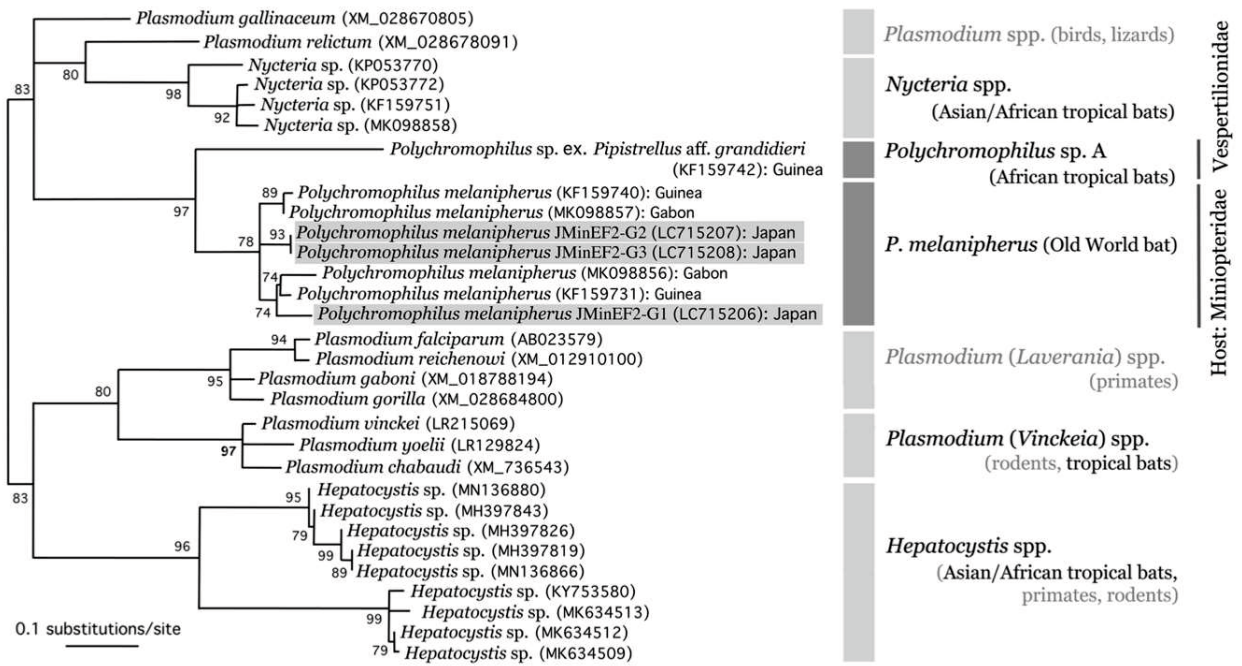 Plasmodium gallinaceum (XM_028670805)
Plasmodium relictum (XM_028678091)
Nycteria sp. (KP053770)
Nycteria sp. (KP053772)
Nycteria sp. (KF159751)
Nycteria sp. (MK098858)
Polychromophilus sp. ex. Pipistrellus aff. grandidieri
(KF159742): Guinea
Polychromophilus melanipherus (KF159740): Guinea
Polychromophilus melanipherus (MK098857): Gabon
Polychromophilus melanipherus JMinEF2-G2 (LC715207): Japan
Polychromophilus melanipherus JMinEF2-G3 (LC715208): Japan
Polychromophilus melanipherus (MK098856): Gabon
Polychromophilus melanipherus (KF159731): Guinea
Polychromophilus melanipherus JMinEF2-G1 (LC715206): Japan
Plasmodium falciparum (AB023579)
Plasmodium reichenowi (XM_012910100)
Plasmodium gaboni (XM_018788194)
Plasmodium gorilla (XM_028684800)
Plasmodium vinckei (LR215069)
Plasmodium yoelii (LR129824)
Plasmodium chabaudi (XM_736543)
Hepatocystis sp. (MN136880)
Hepatocystis sp. (MH397843)
Hepatocystis sp. (MH397826)
Hepatocystis sp. (MH397819)
Hepatocystis sp. (MN136866)
Hepatocystis sp. (KY753580)
Hepatocystis sp. (MK634513)
Hepatocystis sp. (MK634512)
Hepatocystis sp. (MK634509)
83
80
98
92
97
89
78
93
74
74
94
95
80
97
83
95
79
99
89
96
99
79
0.1 substitutions/site
Plasmodium spp. (birds, lizards)
Nycteria spp.
(Asian/African tropical bats)
Polychromophilus sp. A
(African tropical bats)
P. melanipherus (Old World bat)
Plasmodium (Laverania) spp.
(primates)
Plasmodium (Vinckeia) spp.
(rodents, tropical bats)
Hepatocystis spp.
(Asian/African tropical bats,
primates, rodents)
Host: Miniopteridae Vespertilionidae